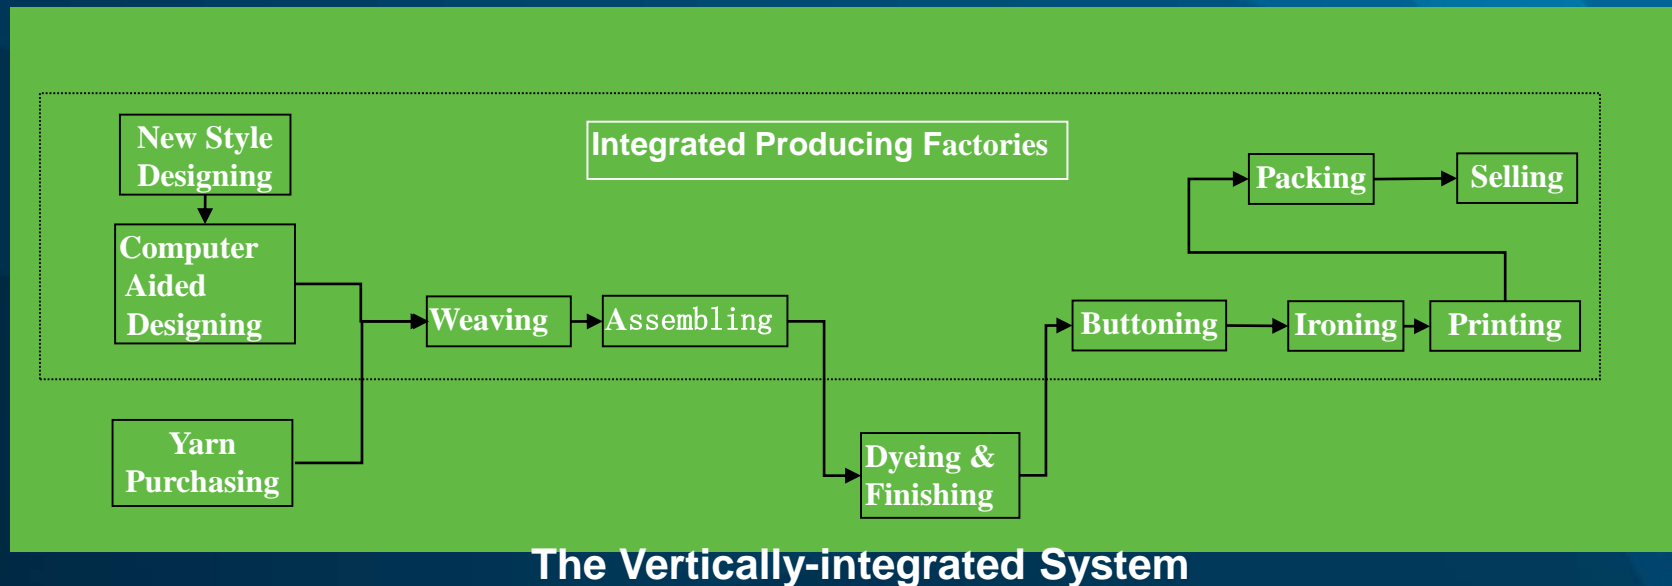 New Style
Designing
Integrated Producing Factories
Packing
Selling
Computer
Aided
Designing
Weaving
Assembling
Buttoning
Ironing
Printing
Yarn
Purchasing
Dyeing &
Finishing
The Vertically-integrated System